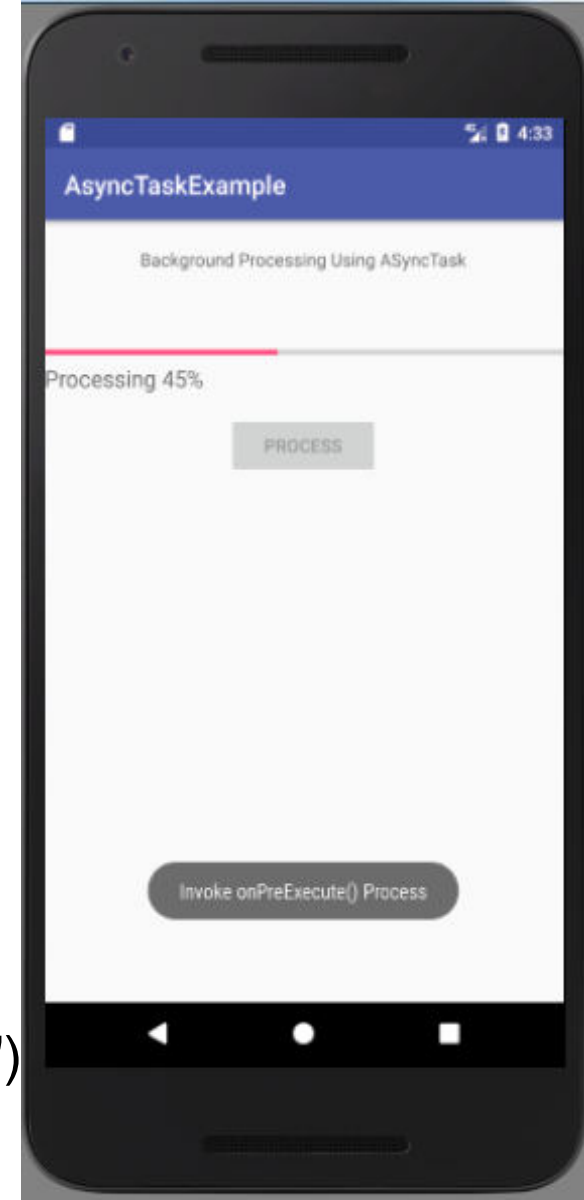 4:33
AsyncTaskExample
Background Processing Using ASyncTask
Processing 45%
PROCESS
Invoke onPreExecute() Process
)